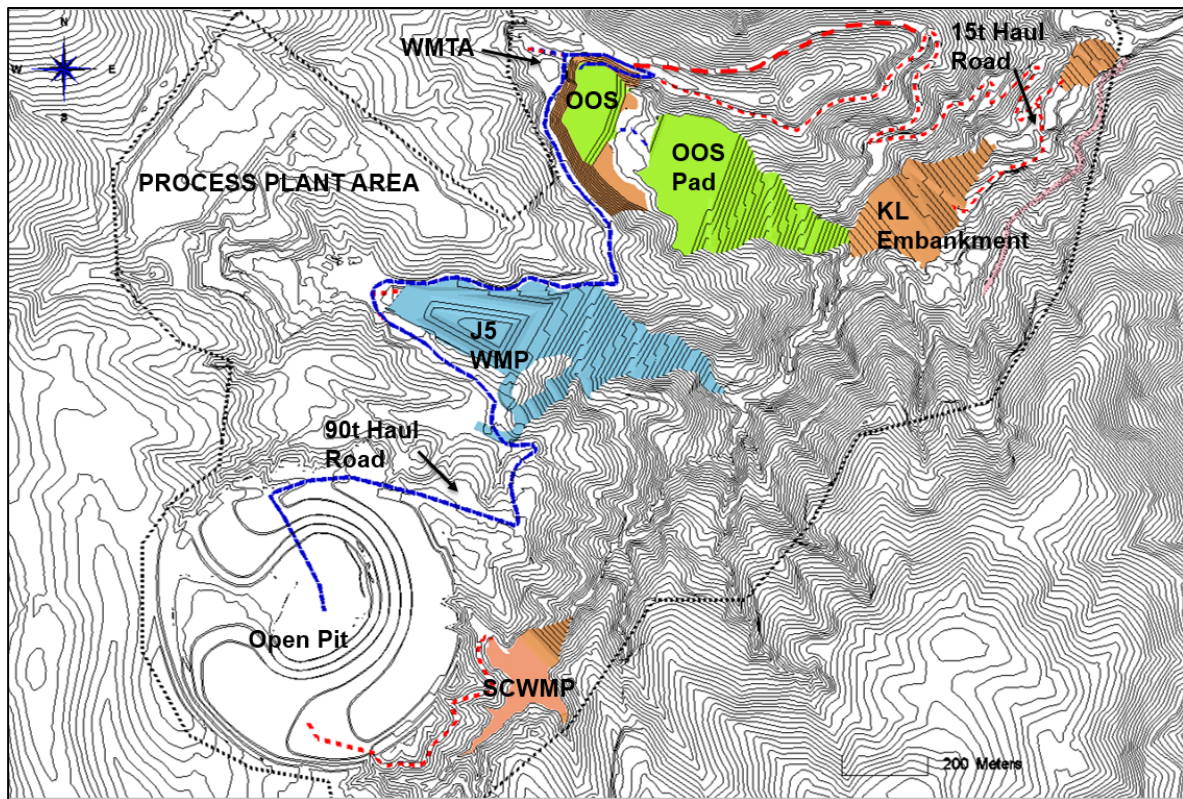 N
W
E
S
WMTA
15t Haul
Road
OOS
OOS
Pad
PROCESS PLANT AREA
KL
Embankment
J5
WMP
90t Haul
Road
Open Pit
SCWMP
200 Meters